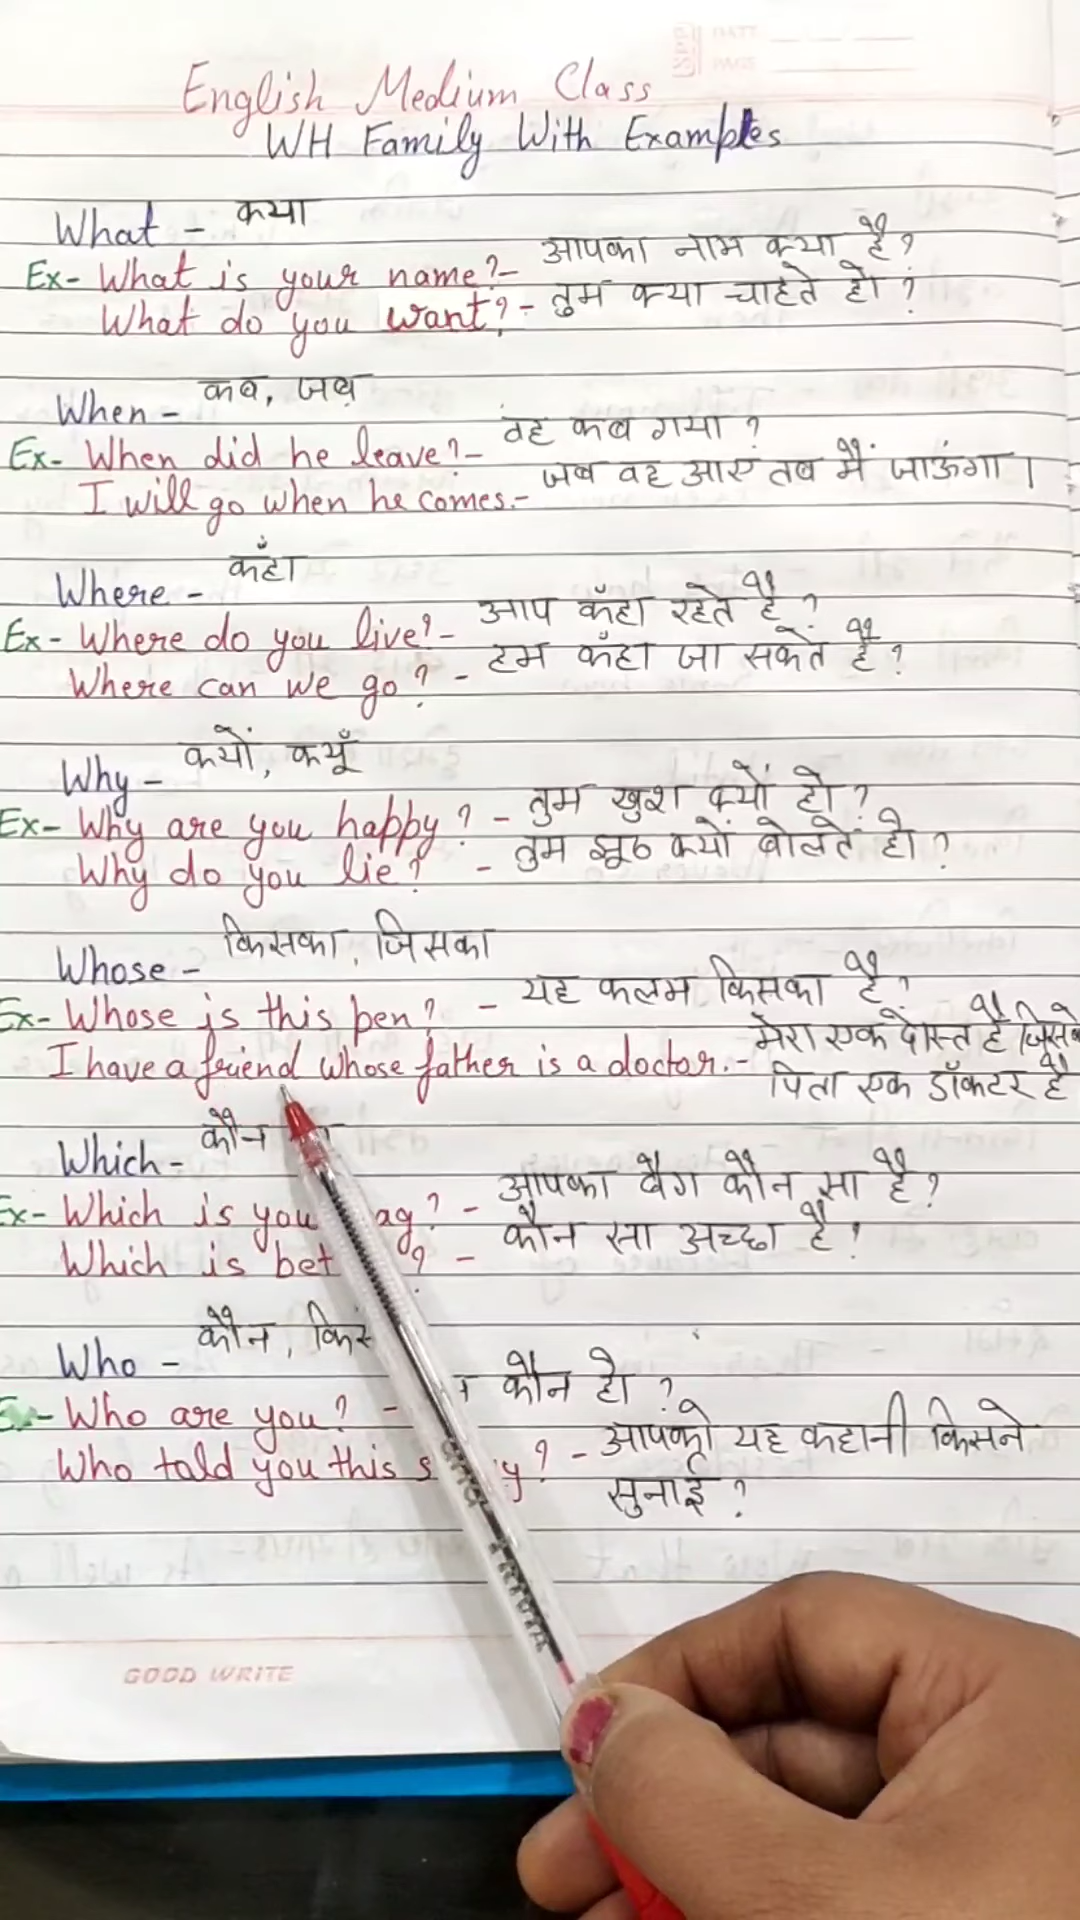 DATE
PAGE
English Medium Class
WH Family With Examples
What - क्या
Ex- What is your name? - आपका नाम क्या है?
What do you want? - तुम क्या चाहते हो?
When - कब, जब
Ex- When did he leave? - वह कब गया?
I will go when he comes. - जब वह आए तब मैं जाऊंगा।
Where - कँहा
Ex- Where do you live? - आप कँहा रहते है?
Where can we go? - हम कँहा जा सकते है?
Why - क्यों, क्यूँ
Ex- Why are you happy? - तुम खुश क्यों हो?
Why do you lie? - तुम झूठ क्यों बोलते हो?
Whose - किसका, जिसका
Ex- Whose is this pen? - यह कलम किसका है?
I have a friend whose father is a doctor. - मेरा एक दोस्त है जिसके
पिता एक डॉक्टर है
Which - कौन
Ex- Which is you ag? - आपका बैग कौन सा है?
Which is bet ? - कौन सा अच्छा है?
Who - कौन, किस
Ex- Who are you? - कौन हो?
Who told you this s y? - आपको यह कहानी किसने
सुनाई?
GOOD WRITE